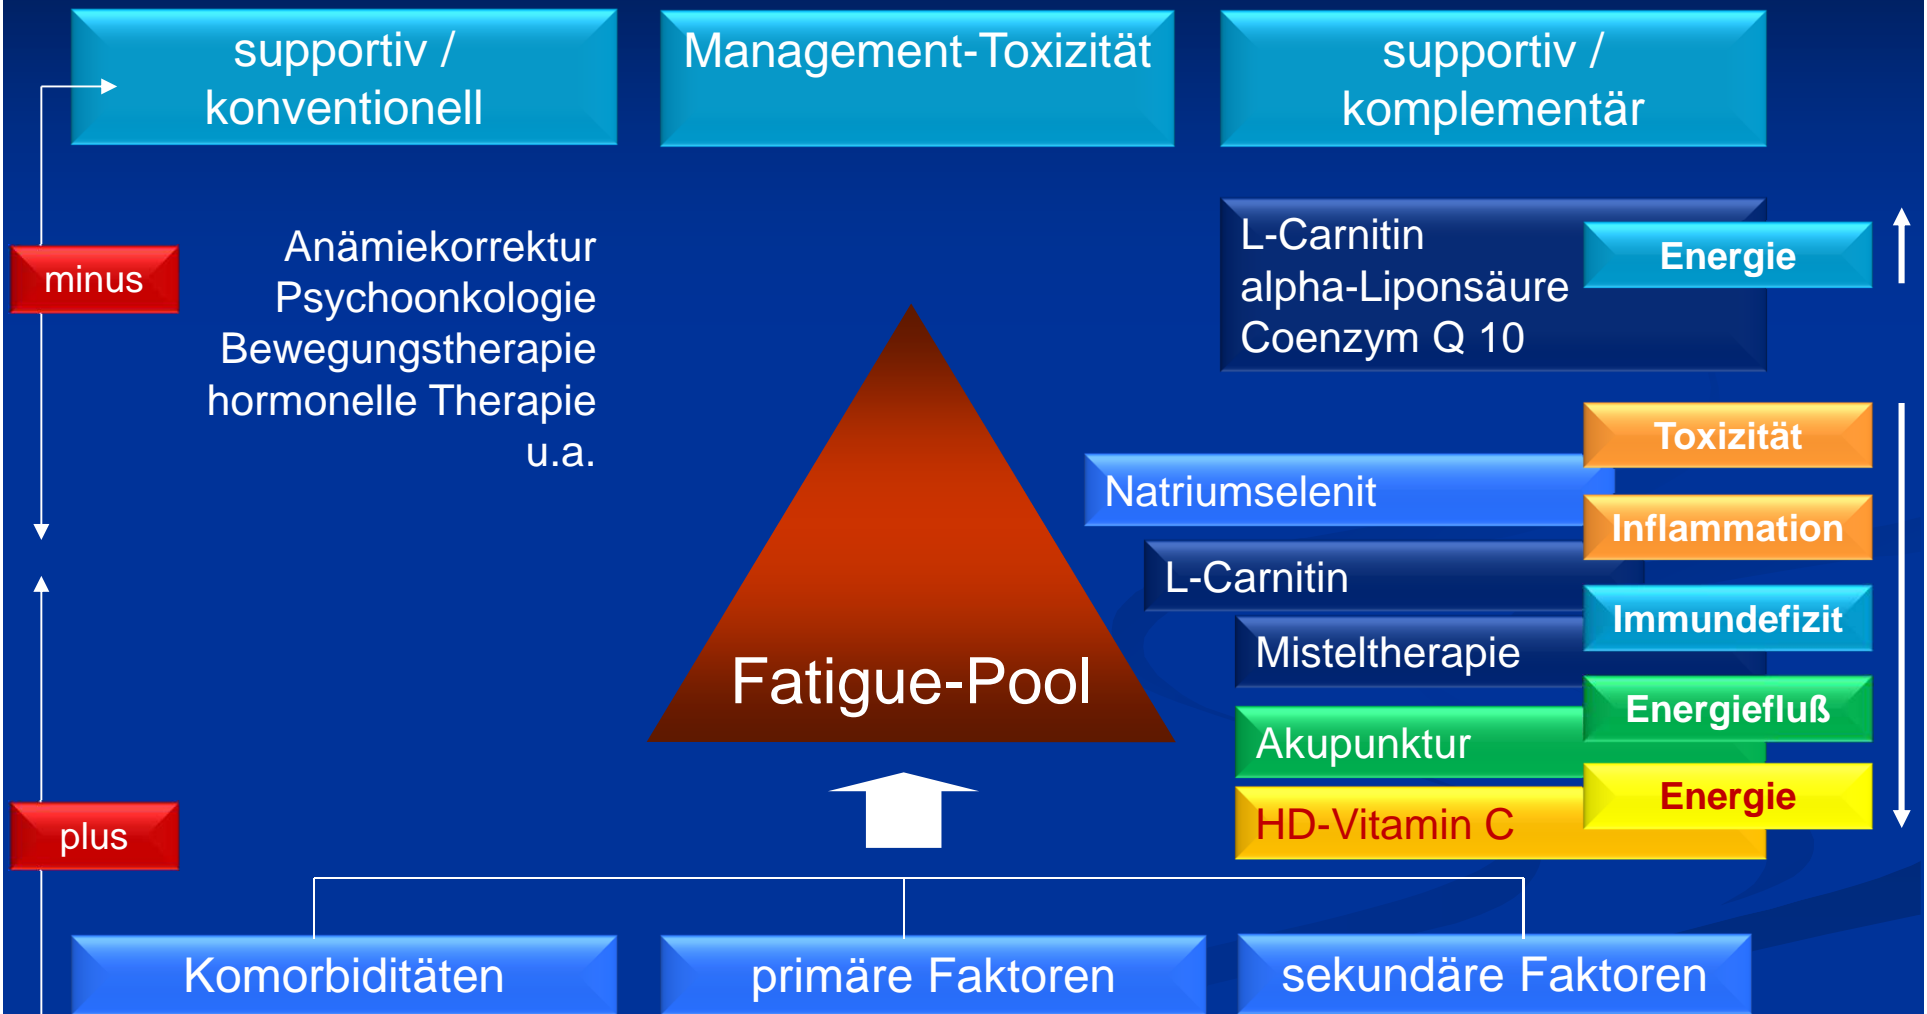 supportiv /
konventionell
Management-Toxizität
supportiv /
komplementär
minus
Anämiekorrektur
Psychoonkologie
Bewegungstherapie
hormonelle Therapie
u.a.
L-Carnitin
alpha-Liponsäure
Coenzym Q 10
Energie
Toxizität
Natriumselenit
Inflammation
L-Carnitin
Immundefizit
Misteltherapie
Energiefluß
Akupunktur
Energie
HD-Vitamin C
Fatigue-Pool
plus
Komorbiditäten
primäre Faktoren
sekundäre Faktoren